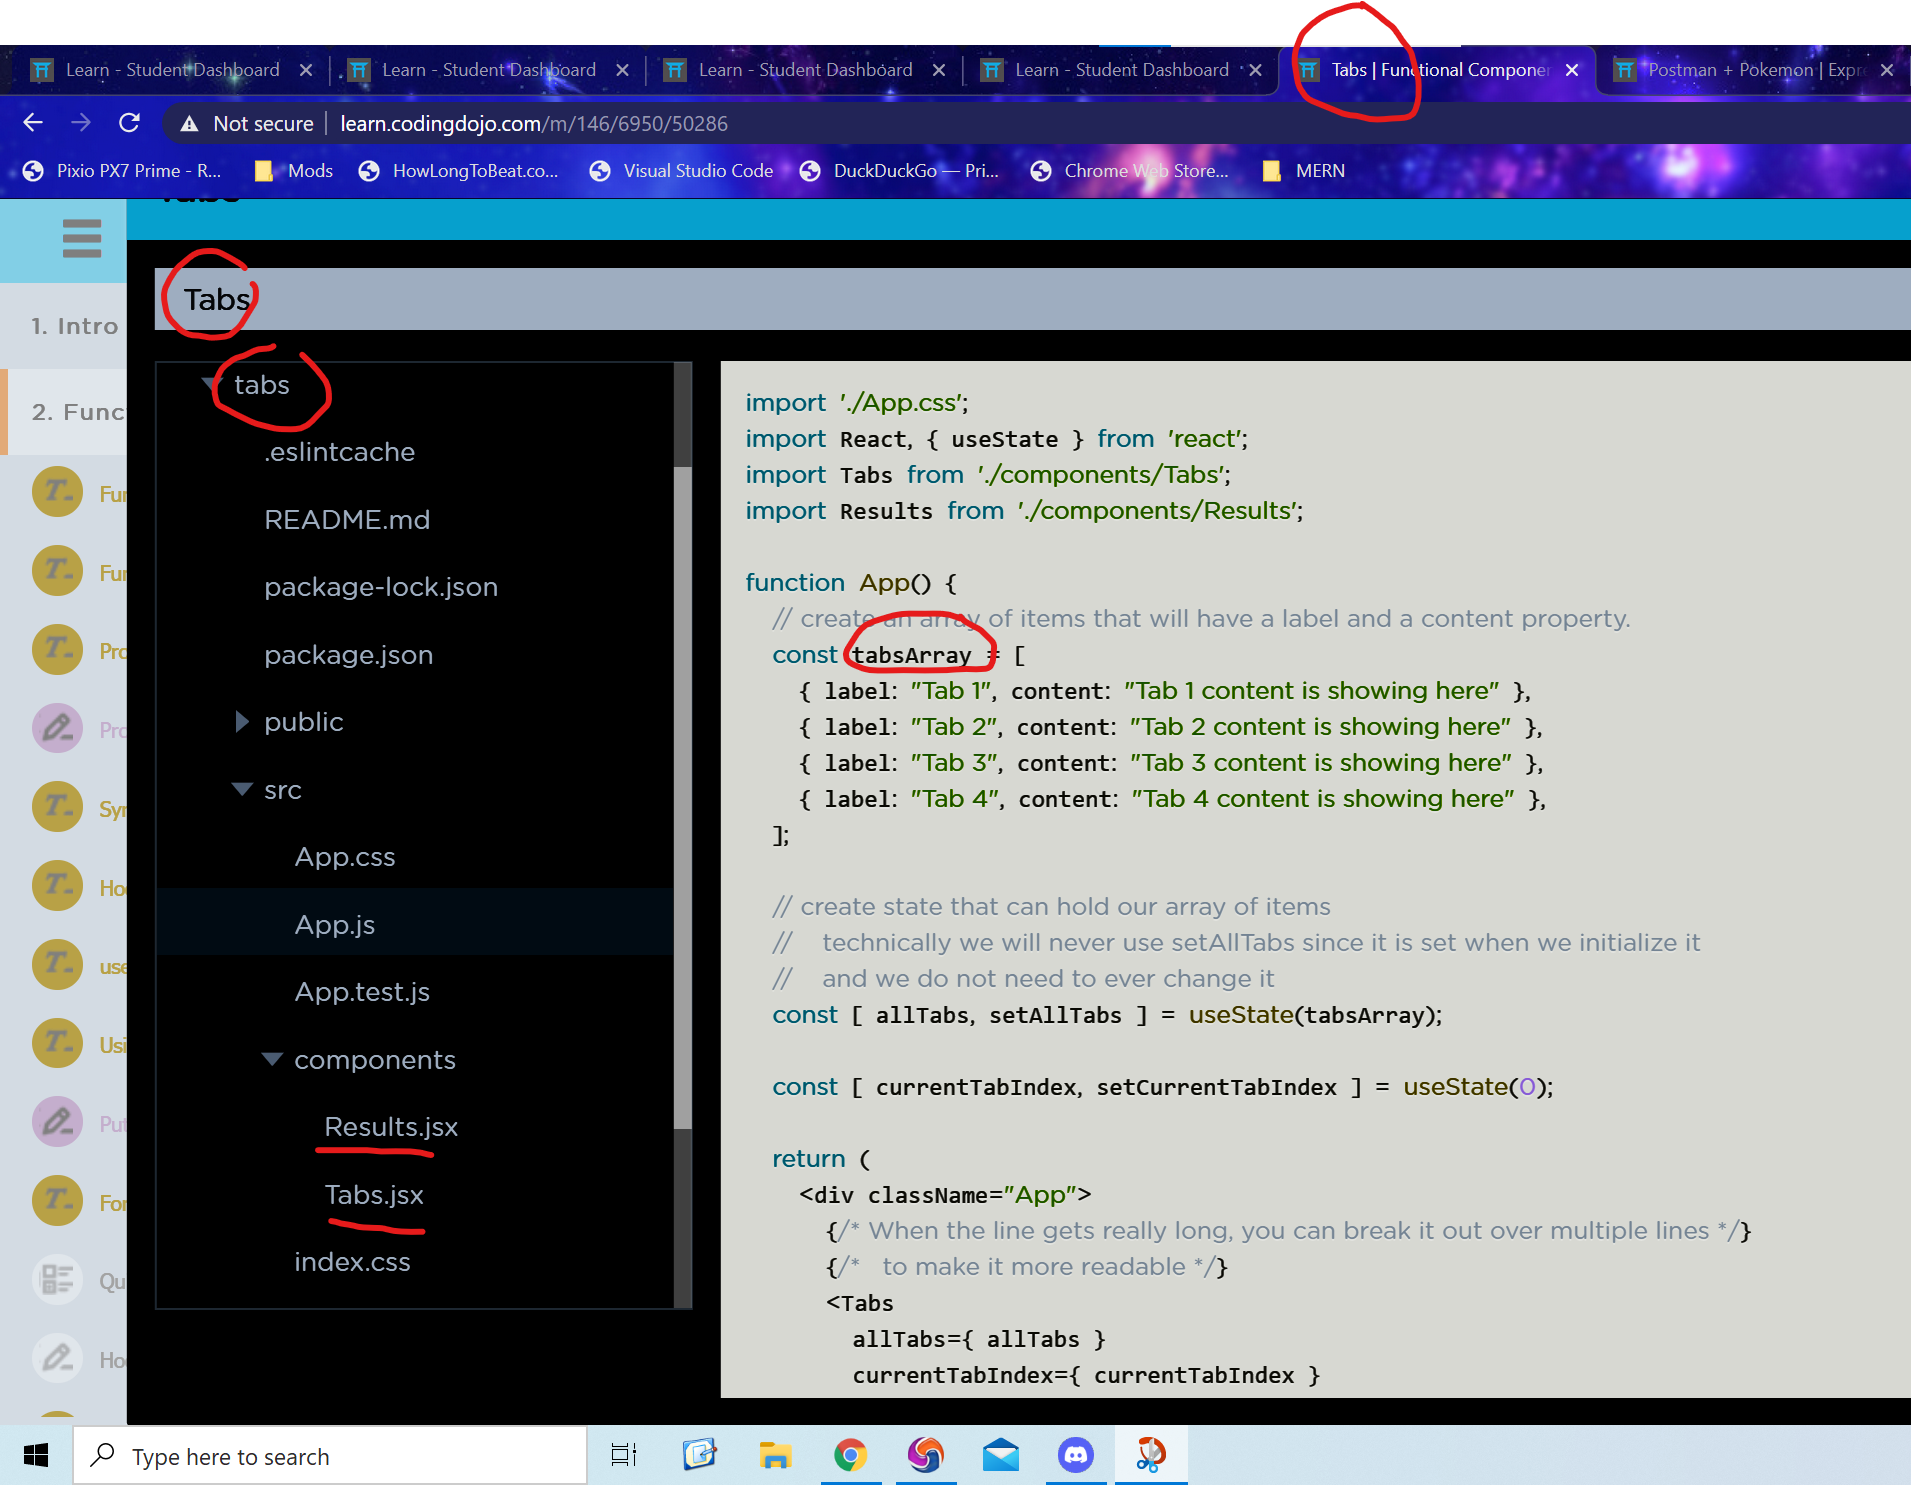 Learn - Student Dashboard
Learn - Student Dashboard
Learn - Student Dashboard
Learn - Student Dashboard
Tabs | Functional Componen
Postman + Pokemon | Expre
Not secure learn.codingdojo.com/m/146/6950/50286
Pixio PX7 Prime - R...
Mods
HowLongToBeat.co...
Visual Studio Code
DuckDuckGo — Pri...
Chrome Web Store...
MERN
Tabs
1. Intro
2. Func
Fun
Fun
Pro
Pro
Syn
Ho
use
Usi
Put
For
Qu
Ho
tabs
.eslintcache
README.md
package-lock.json
package.json
public
src
App.css
App.js
App.test.js
components
Results.jsx
Tabs.jsx
index.css
import './App.css';
import React, { useState } from 'react';
import Tabs from './components/Tabs';
import Results from './components/Results';
function App() {
// create an array of items that will have a label and a content property.
const tabsArray = [
{ label: "Tab 1", content: "Tab 1 content is showing here" },
{ label: "Tab 2", content: "Tab 2 content is showing here" },
{ label: "Tab 3", content: "Tab 3 content is showing here" },
{ label: "Tab 4", content: "Tab 4 content is showing here" },
];
// create state that can hold our array of items
// technically we will never use setAllTabs since it is set when we initialize it
// and we do not need to ever change it
const [ allTabs, setAllTabs ] = useState(tabsArray);
const [ currentTabIndex, setCurrentTabIndex ] = useState(0);
return (
<div className="App">
{/* When the line gets really long, you can break it out over multiple lines */}
{/* to make it more readable */}
<Tabs
allTabs={ allTabs }
currentTabIndex={ currentTabIndex }
Type here to search